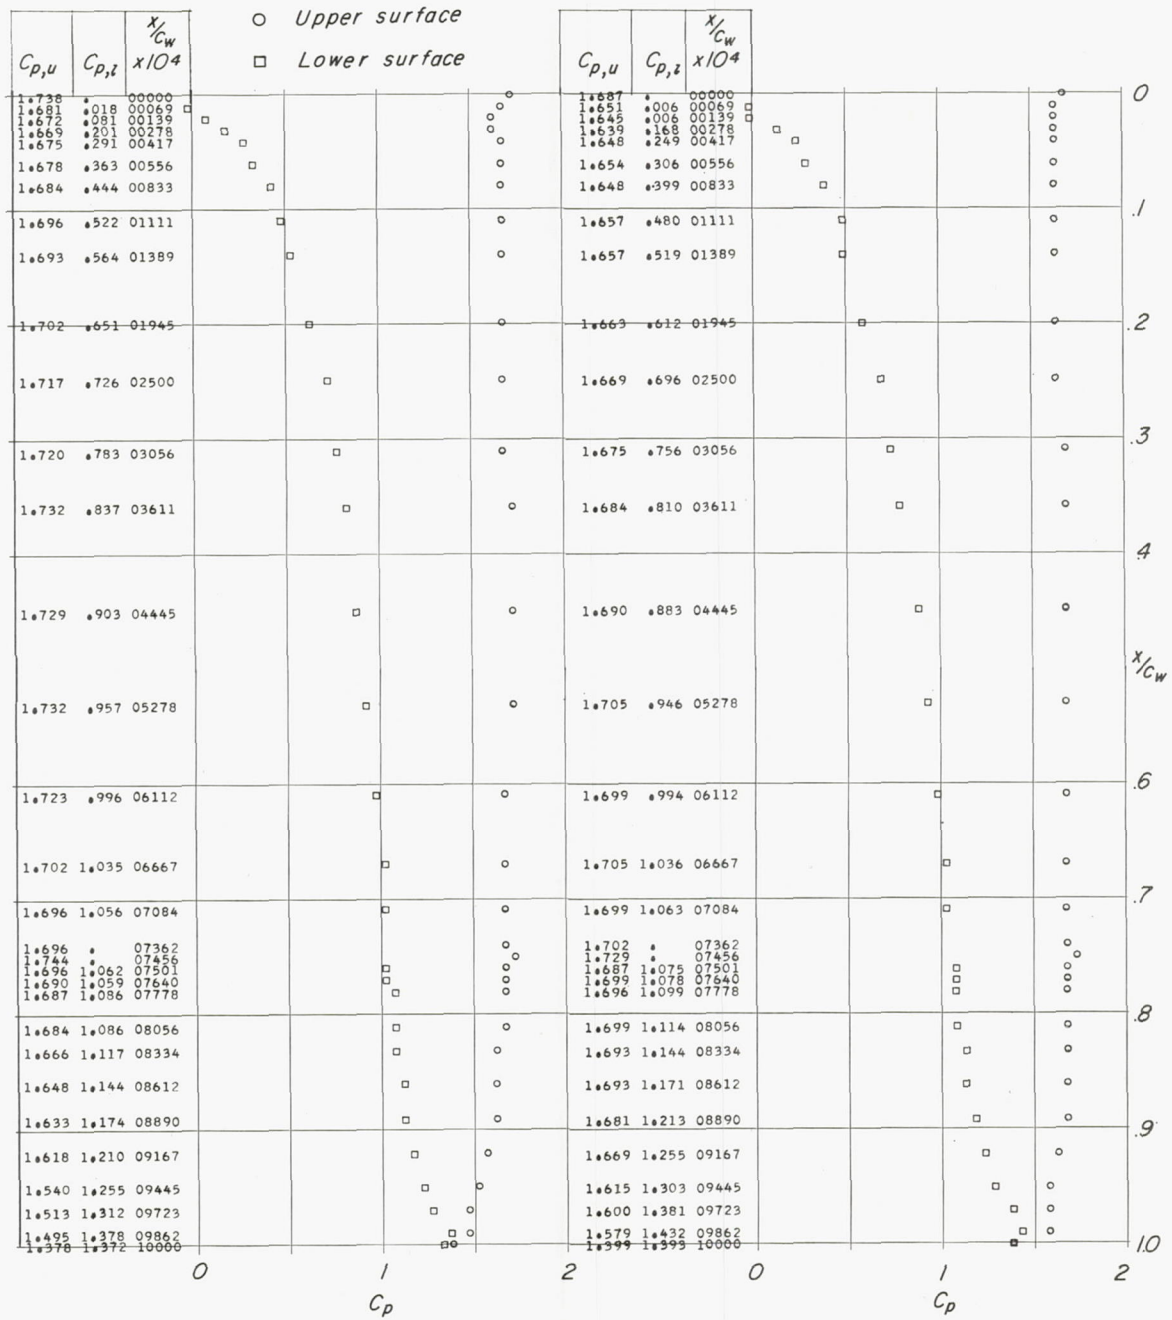 ○ Upper surface
□ Lower surface
x/cw
Cp,u Cp,l ×10^4
1.738 . 00000
1.681 .018 00069
1.672 .081 00139
1.669 .201 00278
1.675 .291 00417
1.678 .363 00556
1.684 .444 00833
1.696 .522 01111
1.693 .564 01389
1.702 .651 01945
1.717 .726 02500
1.720 .783 03056
1.732 .837 03611
1.729 .903 04445
1.732 .957 05278
1.723 .996 06112
1.702 1.035 06667
1.696 1.056 07084
1.696 . 07362
1.744 . 07456
1.696 1.062 07501
1.690 1.059 07640
1.687 1.086 07778
1.684 1.086 08056
1.666 1.117 08334
1.648 1.144 08612
1.633 1.174 08890
1.618 1.210 09167
1.540 1.255 09445
1.513 1.312 09723
1.495 1.378 09862
1.378 1.372 10000
0 1 2
Cp
x/cw
Cp,u Cp,l ×10^4
1.687 . 00000
1.651 .006 00069
1.645 .006 00139
1.639 .168 00278
1.648 .249 00417
1.654 .306 00556
1.648 .399 00833
1.657 .480 01111
1.657 .519 01389
1.663 .612 01945
1.669 .696 02500
1.675 .756 03056
1.684 .810 03611
1.690 .883 04445
1.705 .946 05278
1.699 .994 06112
1.705 1.036 06667
1.699 1.063 07084
1.702 . 07362
1.729 . 07456
1.687 1.075 07501
1.699 1.078 07640
1.696 1.099 07778
1.699 1.114 08056
1.693 1.144 08334
1.693 1.171 08612
1.681 1.213 08890
1.669 1.255 09167
1.615 1.303 09445
1.600 1.381 09723
1.579 1.432 09862
1.399 1.393 10000
0 1 2
Cp
0
.1
.2
.3
.4
x/cw
.6
.7
.8
.9
1.0